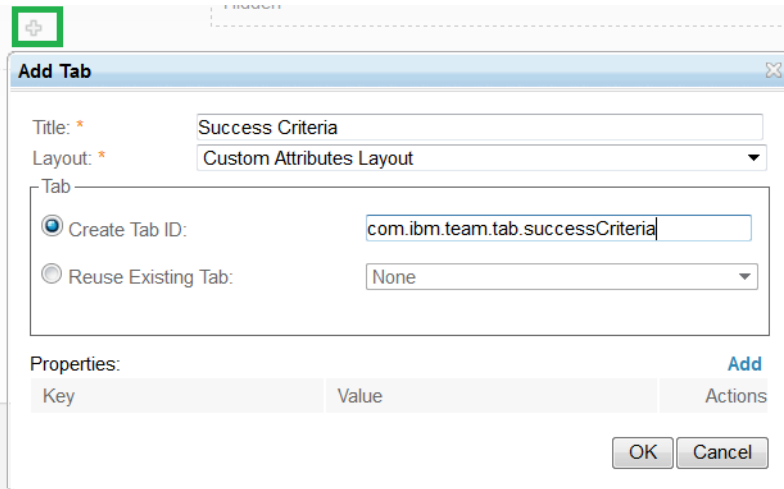 Hidden
Add Tab
Title: * Success Criteria
Layout: * Custom Attributes Layout
Tab
Create Tab ID: com.ibm.team.tab.successCriteria
Reuse Existing Tab: None
Properties: Add
Key Value Actions
OK Cancel